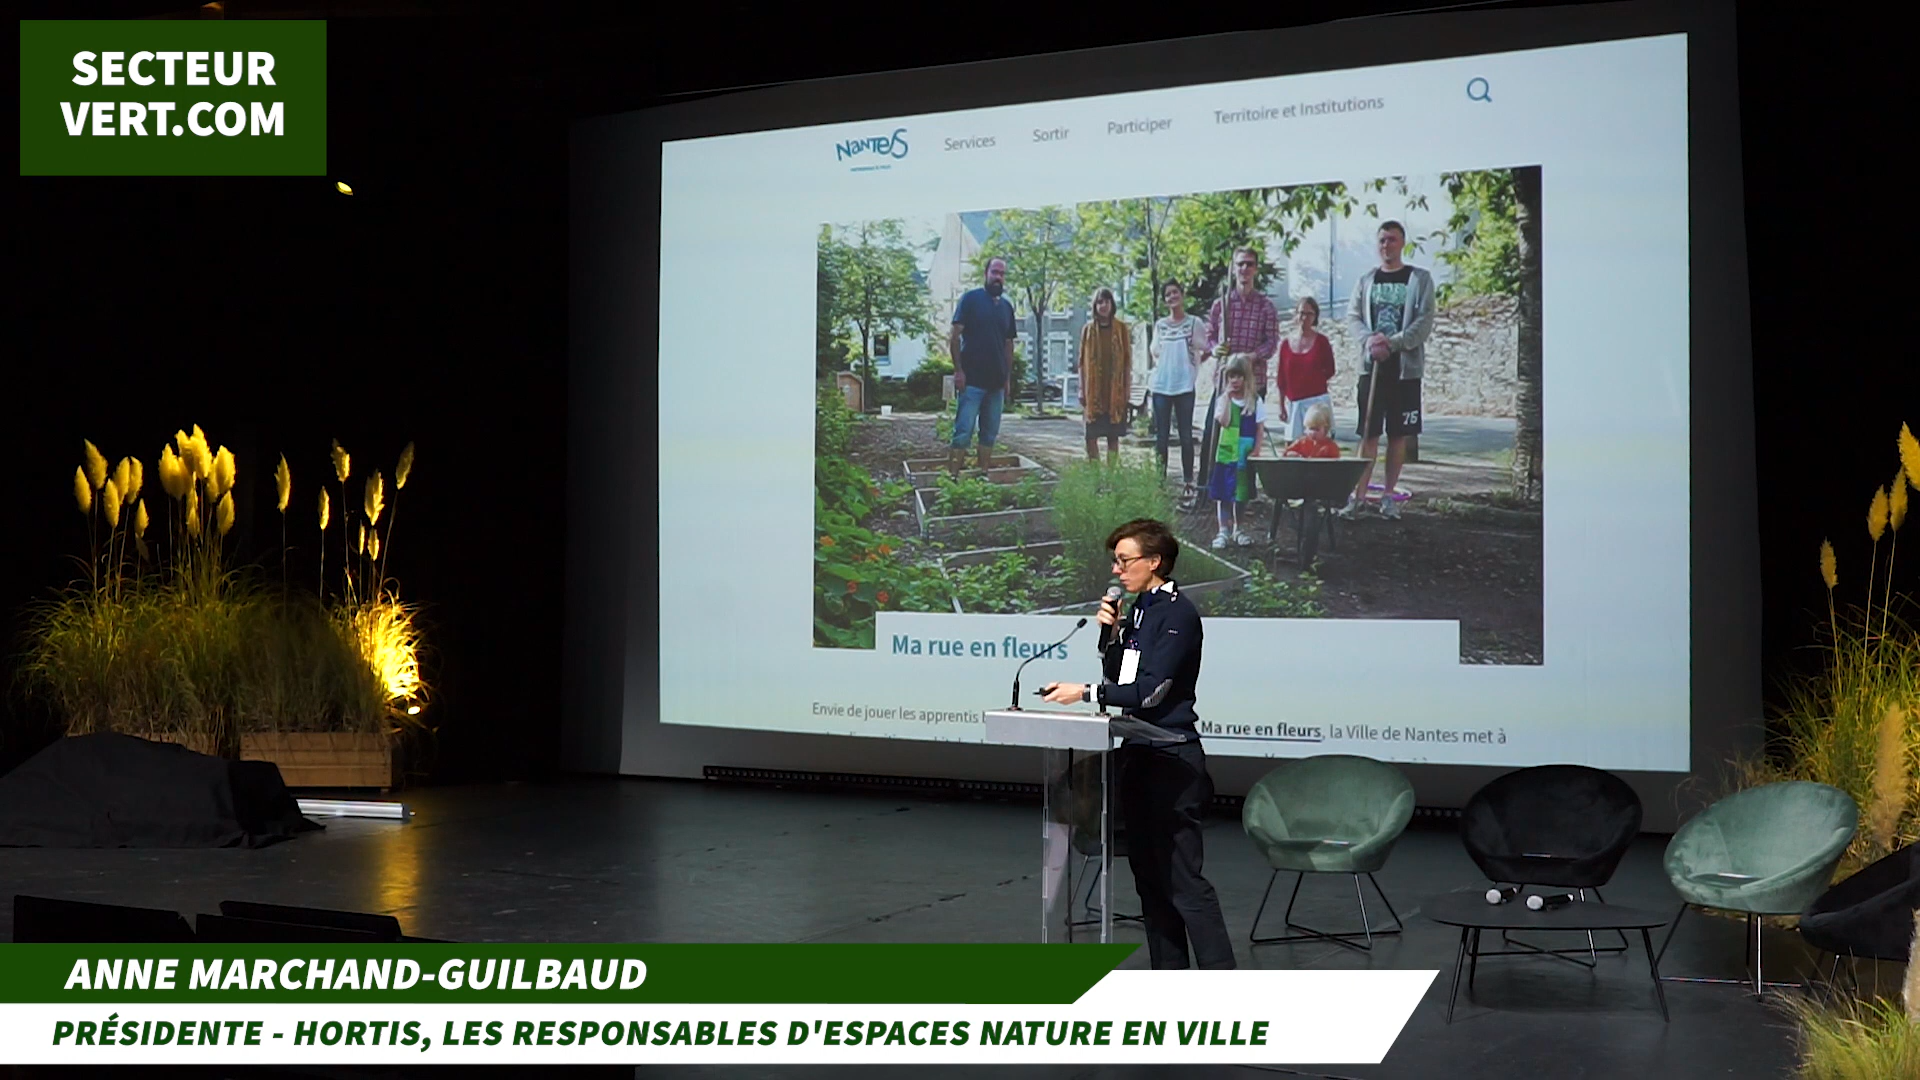 SECTEUR
VERT.COM
NANTES
Services
Sortir
Participer
Territoire et Institutions
75
Ma rue en fleurs
Envie de jouer les apprentis
Ma rue en fleurs, la Ville de Nantes met à
ANNE MARCHAND-GUILBAUD
PRÉSIDENTE - HORTIS, LES RESPONSABLES D'ESPACES NATURE EN VILLE